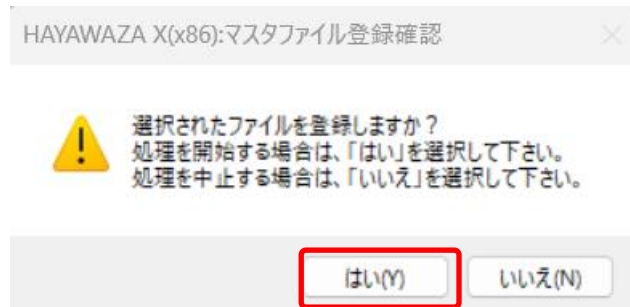 HAYAWAZA X(x86):マスタファイル登録確認
選択されたファイルを登録しますか？
処理を開始する場合は、「はい」を選択して下さい。
処理を中止する場合は、「いいえ」を選択して下さい。
はい(Y) いいえ(N)